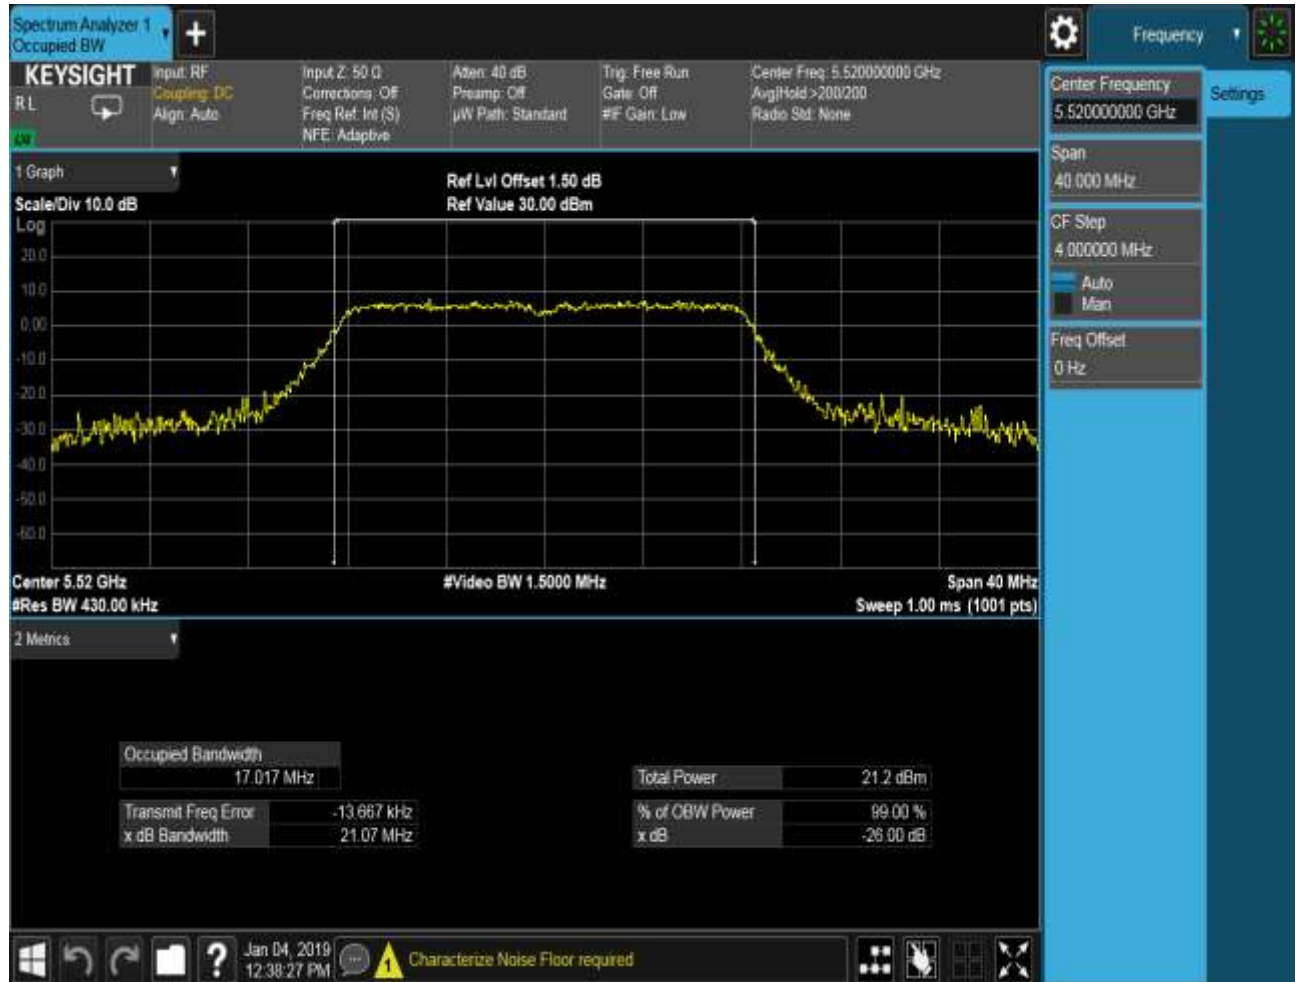 Spectrum Analyzer 1
Occupied BW
Frequency
KEYSIGHT
RL
Input: RF
Coupling: DC
Align: Auto
Input Z: 50 Ω
Corrections: Off
Freq Ref: Int (S)
NFE: Adaptive
Atten: 40 dB
Preamp: Off
µW Path: Standard
Trig: Free Run
Gate: Off
#IF Gain: Low
Center Freq: 5.520000000 GHz
Avg|Hold:>200/200
Radio Std: None
Center Frequency
5.520000000 GHz
Settings
Span
40.000 MHz
CF Step
4.000000 MHz
Auto
Man
Freq Offset
0 Hz
1 Graph
Scale/Div 10.0 dB
Ref Lvl Offset 1.50 dB
Ref Value 30.00 dBm
Log
20.0
10.0
0.00
-10.0
-20.0
-30.0
-40.0
-50.0
-60.0
Center 5.52 GHz
#Video BW 1.5000 MHz
Span 40 MHz
#Res BW 430.00 kHz
Sweep 1.00 ms (1001 pts)
2 Metrics
Occupied Bandwidth
17.017 MHz
Total Power 21.2 dBm
Transmit Freq Error -13.667 kHz
% of OBW Power 99.00 %
x dB Bandwidth 21.07 MHz
x dB -26.00 dB
?
Jan 04, 2019
12:38:27 PM
1
Characterize Noise Floor required